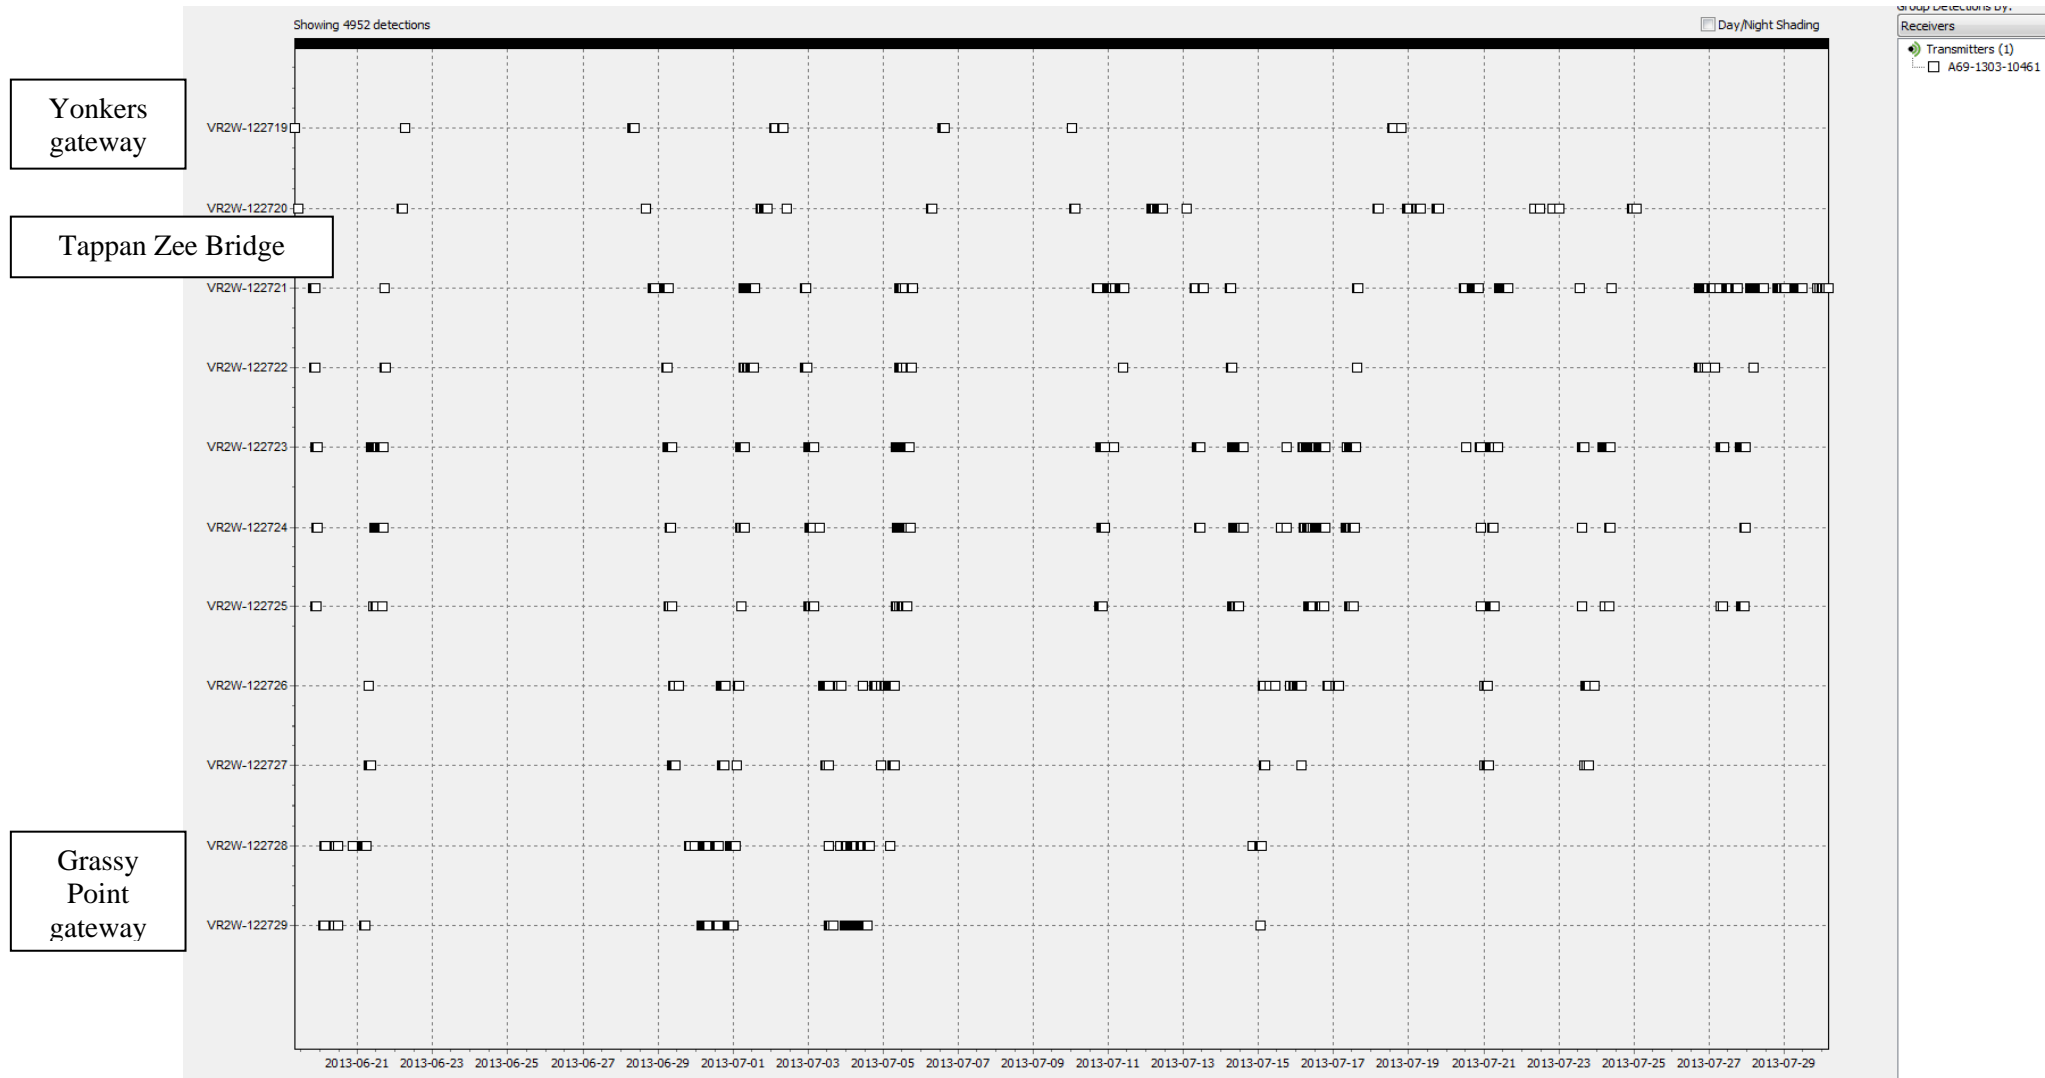 Showing 4952 detections
Day/Night Shading
Group Detections By:
Receivers
Transmitters (1)
A69-1303-10461
Yonkers
gateway
VR2W-122719
VR2W-122720
Tappan Zee Bridge
VR2W-122721
VR2W-122722
VR2W-122723
VR2W-122724
VR2W-122725
VR2W-122726
VR2W-122727
VR2W-122728
Grassy
Point
gateway
VR2W-122729
2013-06-21 2013-06-23 2013-06-25 2013-06-27 2013-06-29 2013-07-01 2013-07-03 2013-07-05 2013-07-07 2013-07-09 2013-07-11 2013-07-13 2013-07-15 2013-07-17 2013-07-19 2013-07-21 2013-07-23 2013-07-25 2013-07-27 2013-07-29